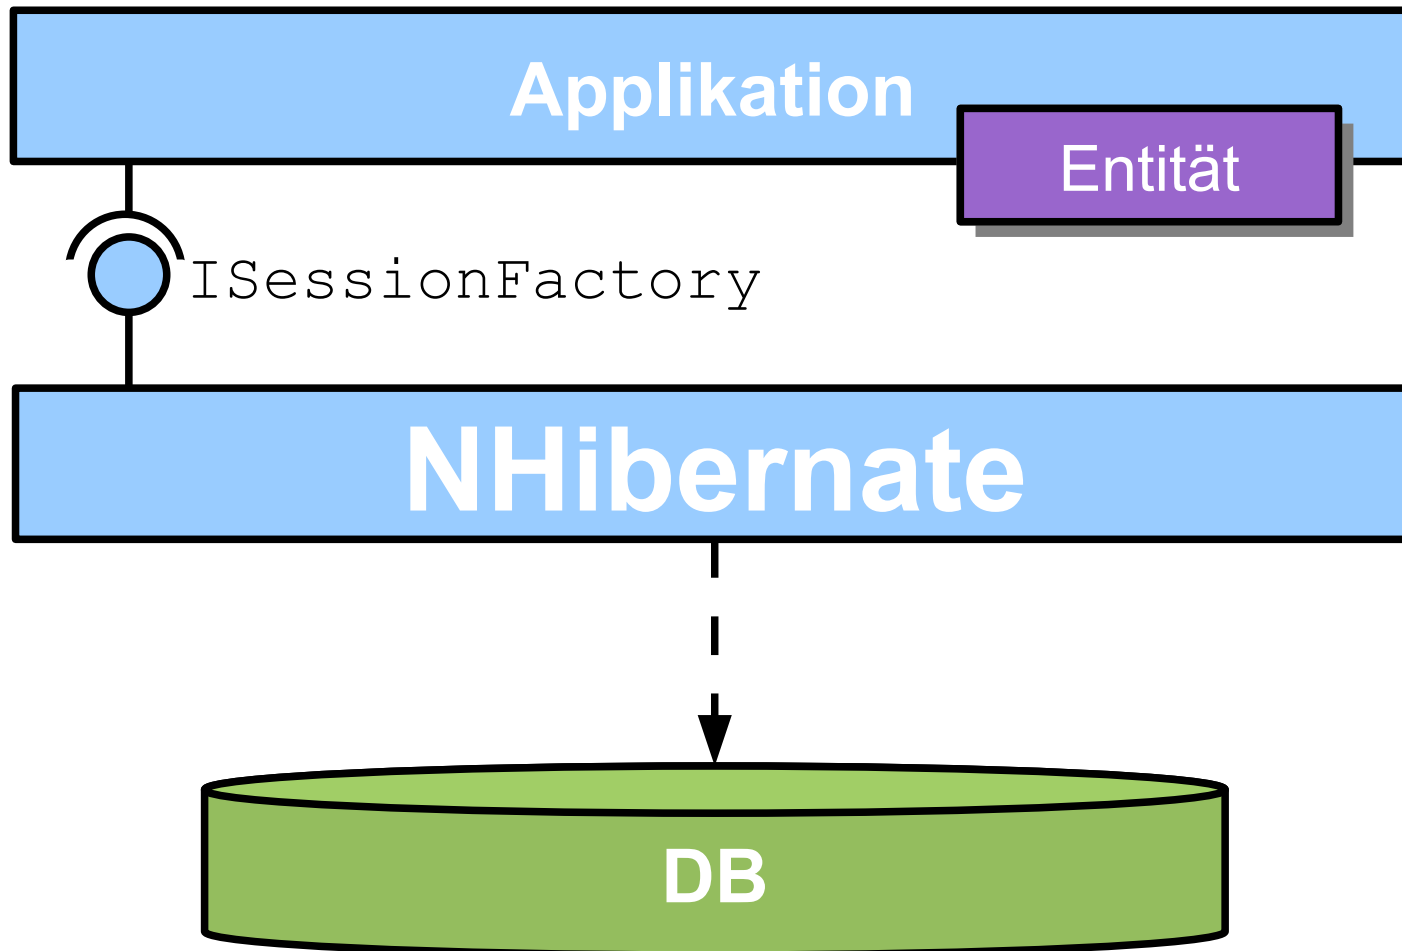 Applikation
Entität
ISessionFactory
NHibernate
DB